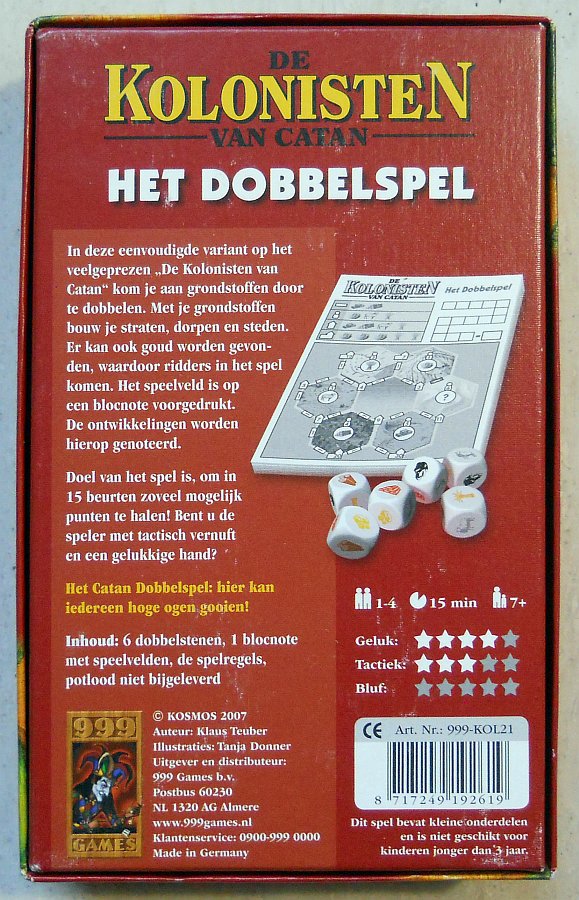 DE
KOLONISTEN
VAN CATAN
HET DOBBELSPEL
In deze eenvoudigde variant op het
veelgeprezen „De Kolonisten van
Catan“ kom je aan grondstoffen door
te dobbelen. Met je grondstoffen
bouw je straten, dorpen en steden.
Er kan ook goud worden gevon-
den, waardoor ridders in het spel
komen. Het speelveld is op
een blocnote voorgedrukt.
De ontwikkelingen worden
hierop genoteerd.
DE
KOLONISTEN
VAN CATAN
Het Dobbelspel
?
Doel van het spel is, om in
15 beurten zoveel mogelijk
punten te halen! Bent u de
speler met tactisch vernuft
en een gelukkige hand?
Het Catan Dobbelspel: hier kan
iedereen hoge ogen gooien!
Inhoud: 6 dobbelstenen, 1 blocnote
met speelvelden, de spelregels,
potlood niet bijgeleverd
1-4 15 min 7+
Geluk:
Tactiek:
Bluf:
999
GAMES
© KOSMOS 2007
Auteur: Klaus Teuber
Illustraties: Tanja Donner
Uitgever en distributeur:
999 Games b.v.
Postbus 60230
NL 1320 AG Almere
www.999games.nl
Klantenservice: 0900-999 0000
Made in Germany
CE Art. Nr.: 999-KOL21
8 717249 192619
Dit spel bevat kleine onderdelen
en is niet geschikt voor
kinderen jonger dan 3 jaar.